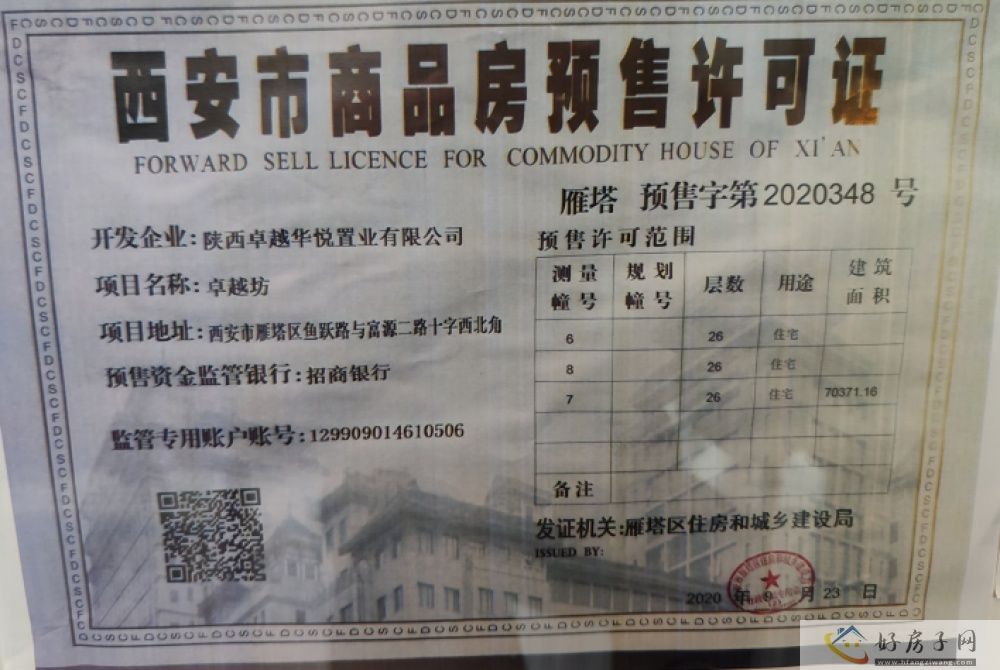 西安市商品房预售许可证
FORWARD SELL LICENCE FOR COMMODITY HOUSE OF XI'AN
雁塔 预售字第2020348 号
开发企业:陕西卓越华悦置业有限公司
项目名称:卓越坊
项目地址:西安市雁塔区鱼跃路与富源二路十字西北角
预售资金监管银行:招商银行
监管专用账户账号:129909014610506
预售许可范围
测量幢号 规划幢号 层数 用途 建筑面积
6 26 住宅
8 26 住宅
7 26 住宅 70371.16
备注
发证机关:雁塔区住房和城乡建设局
ISSUED BY:
2020 年 9 月 23 日
好房子网
www.hfangziwang.com